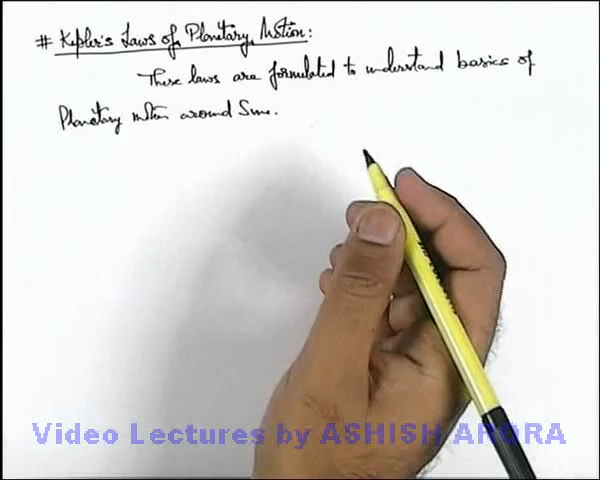 # Kepler's Laws of Planetary Motion:
These laws are formulated to understand basics of
Planetary motion around Sun.
Video Lectures by ASHISH ARORA